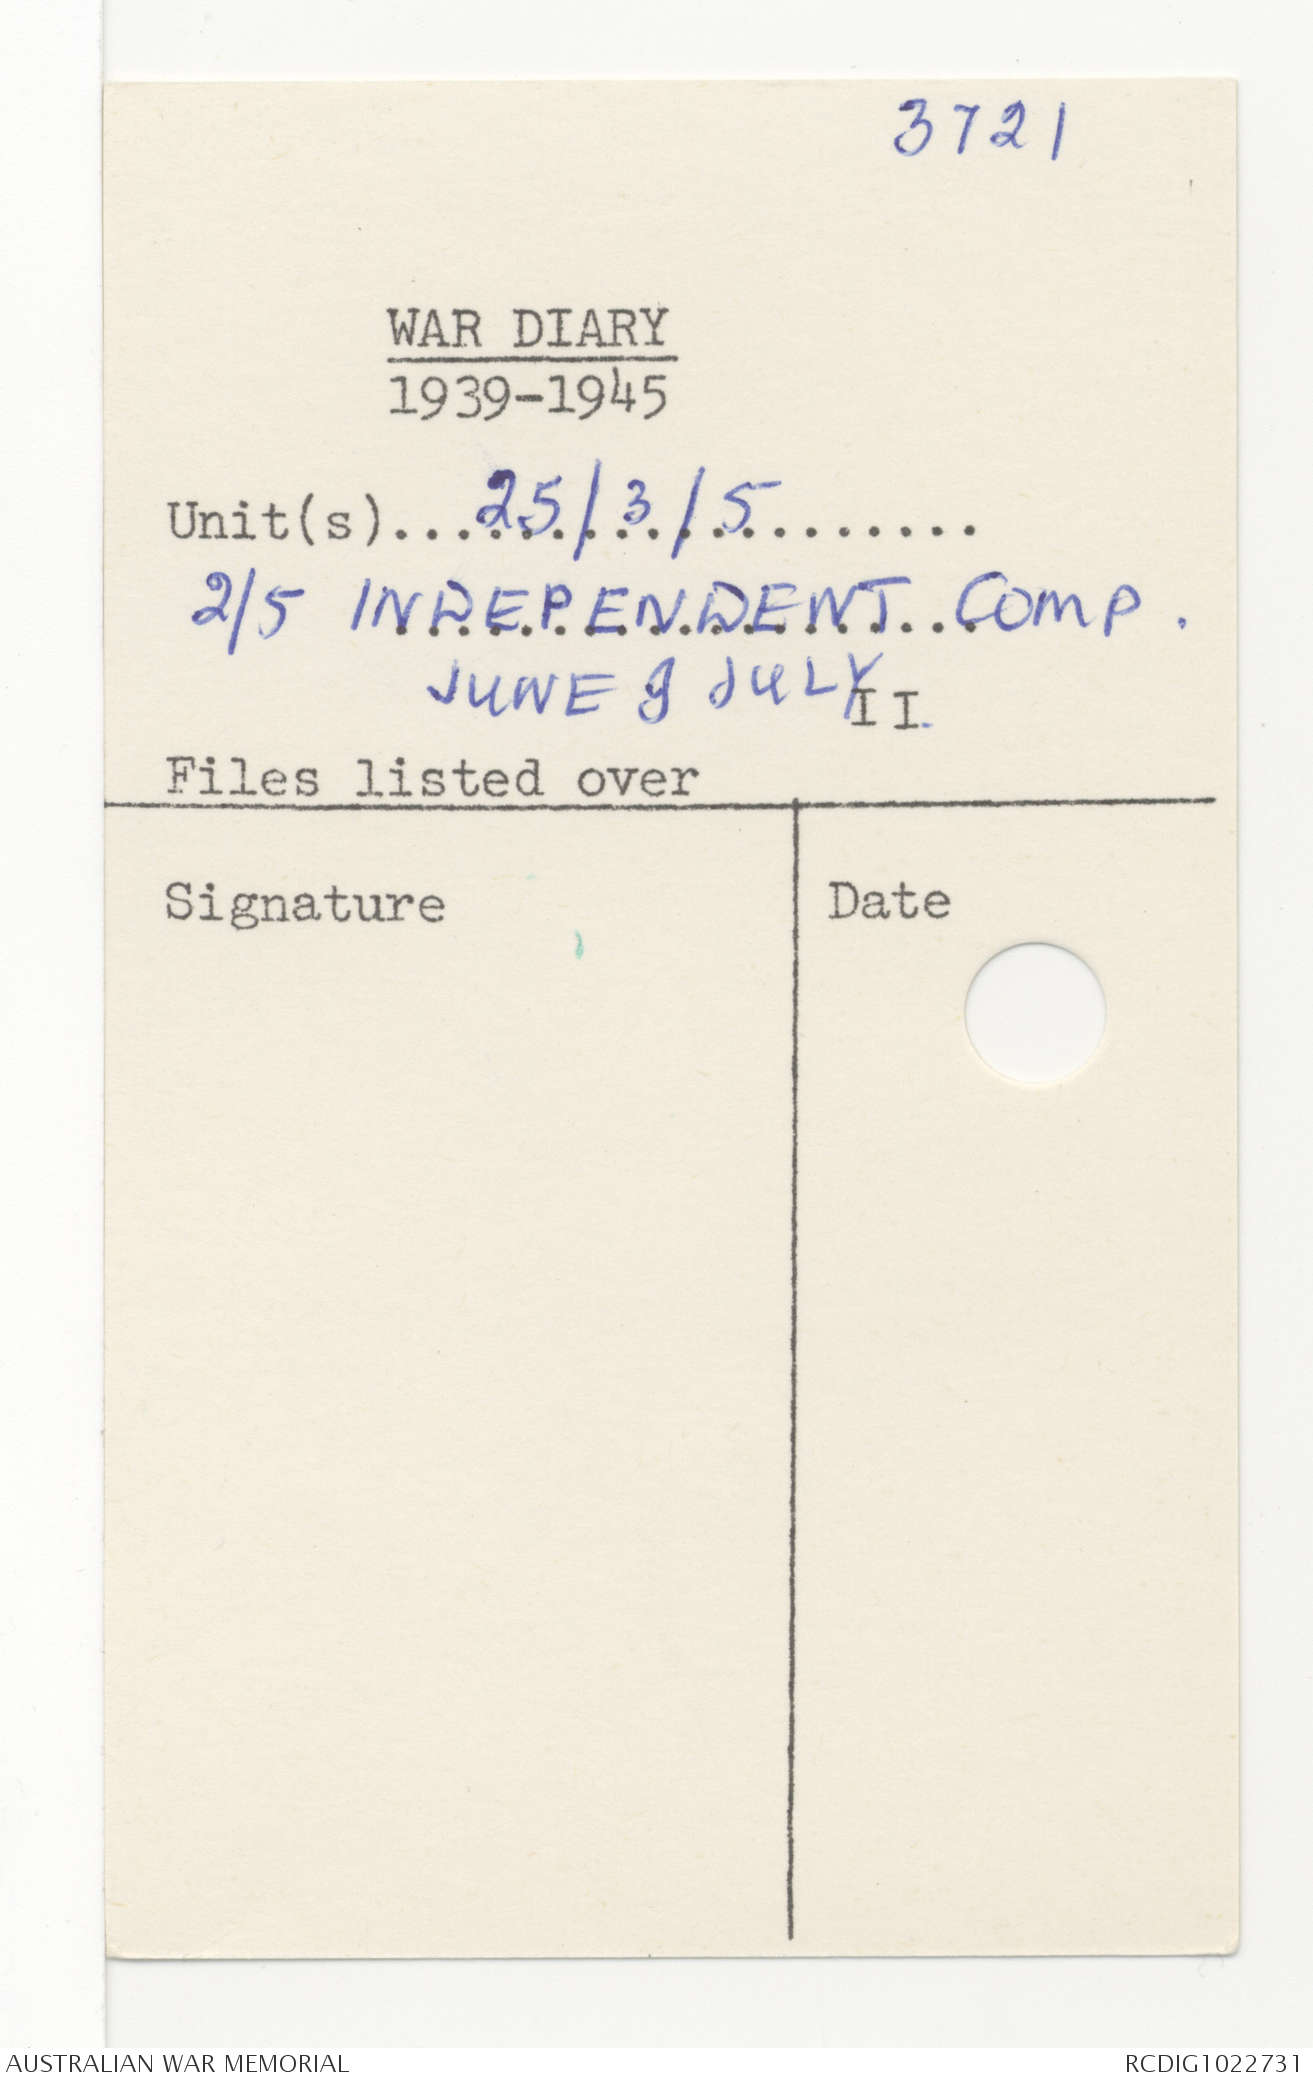 3721
WAR DIARY
1939-1945
Unit(s)...25/3/5........
2/5 INDEPENDENT COMP.
JUNE & JULY II.
Files listed over
Signature
Date
AUSTRALIAN WAR MEMORIAL
RCDIG1022731